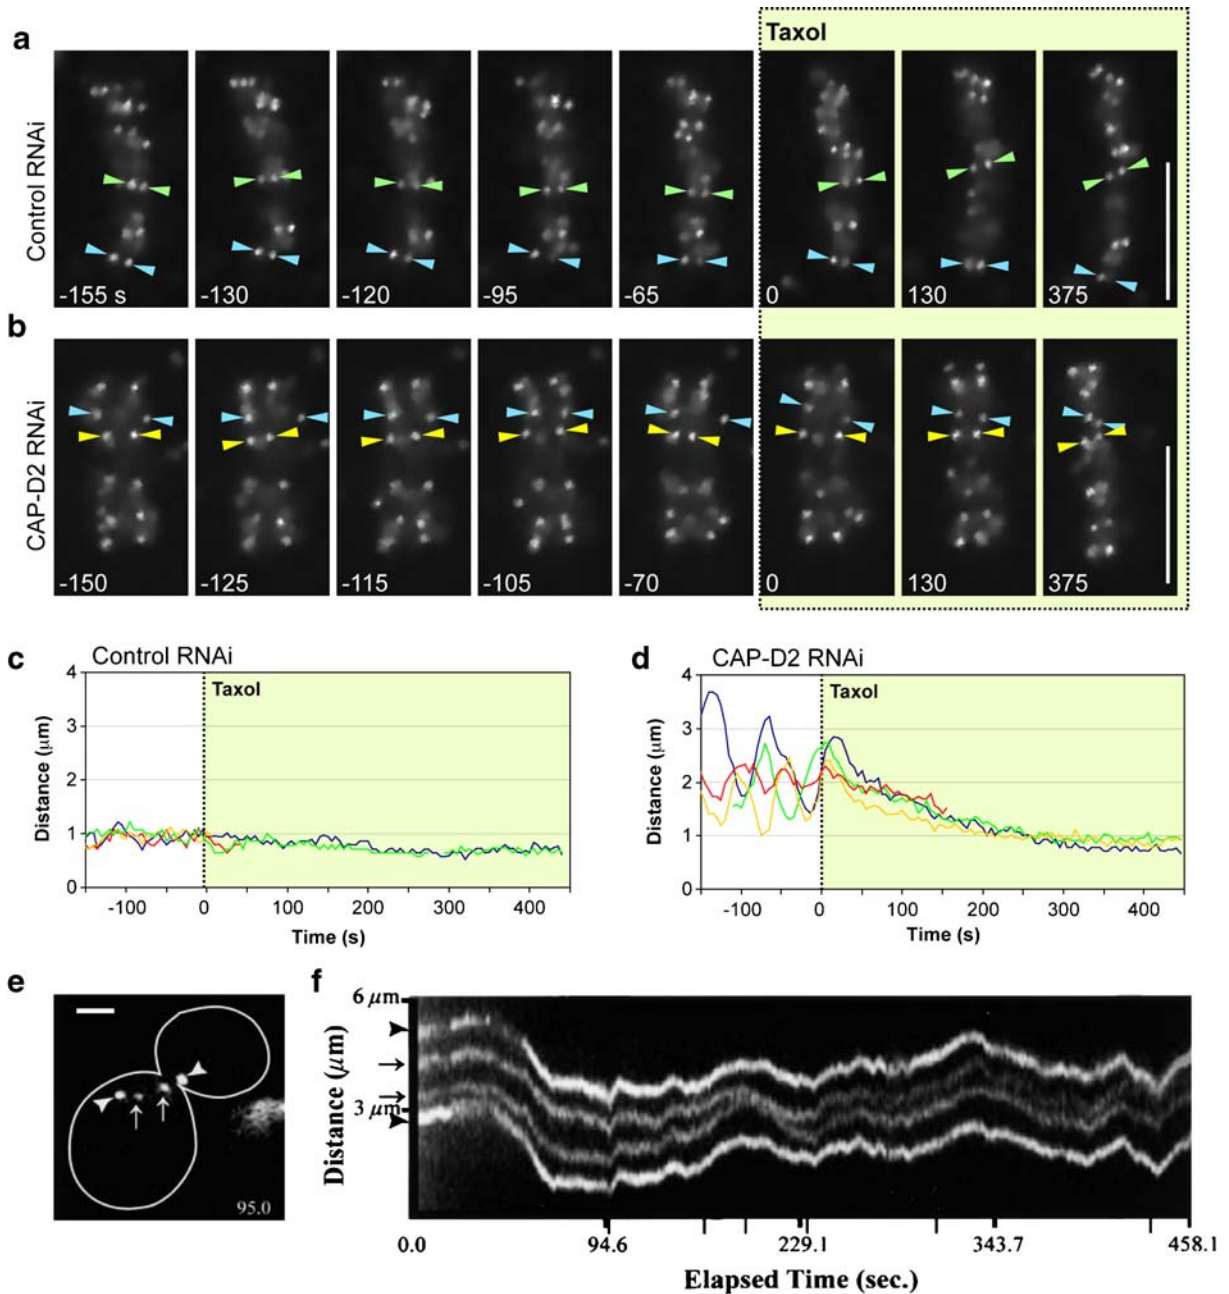 a
Taxol
Control RNAi
-155 s
-130
-120
-95
-65
0
130
375
b
CAP-D2 RNAi
-150
-125
-115
-105
-70
0
130
375
c
Control RNAi
Taxol
Distance (μm)
4
3
2
1
0
-100
0
100
200
300
400
Time (s)
d
CAP-D2 RNAi
Taxol
Distance (μm)
4
3
2
1
0
-100
0
100
200
300
400
Time (s)
e
95.0
f
6 μm
3 μm
Distance (μm)
0.0
94.6
229.1
343.7
458.1
Elapsed Time (sec.)